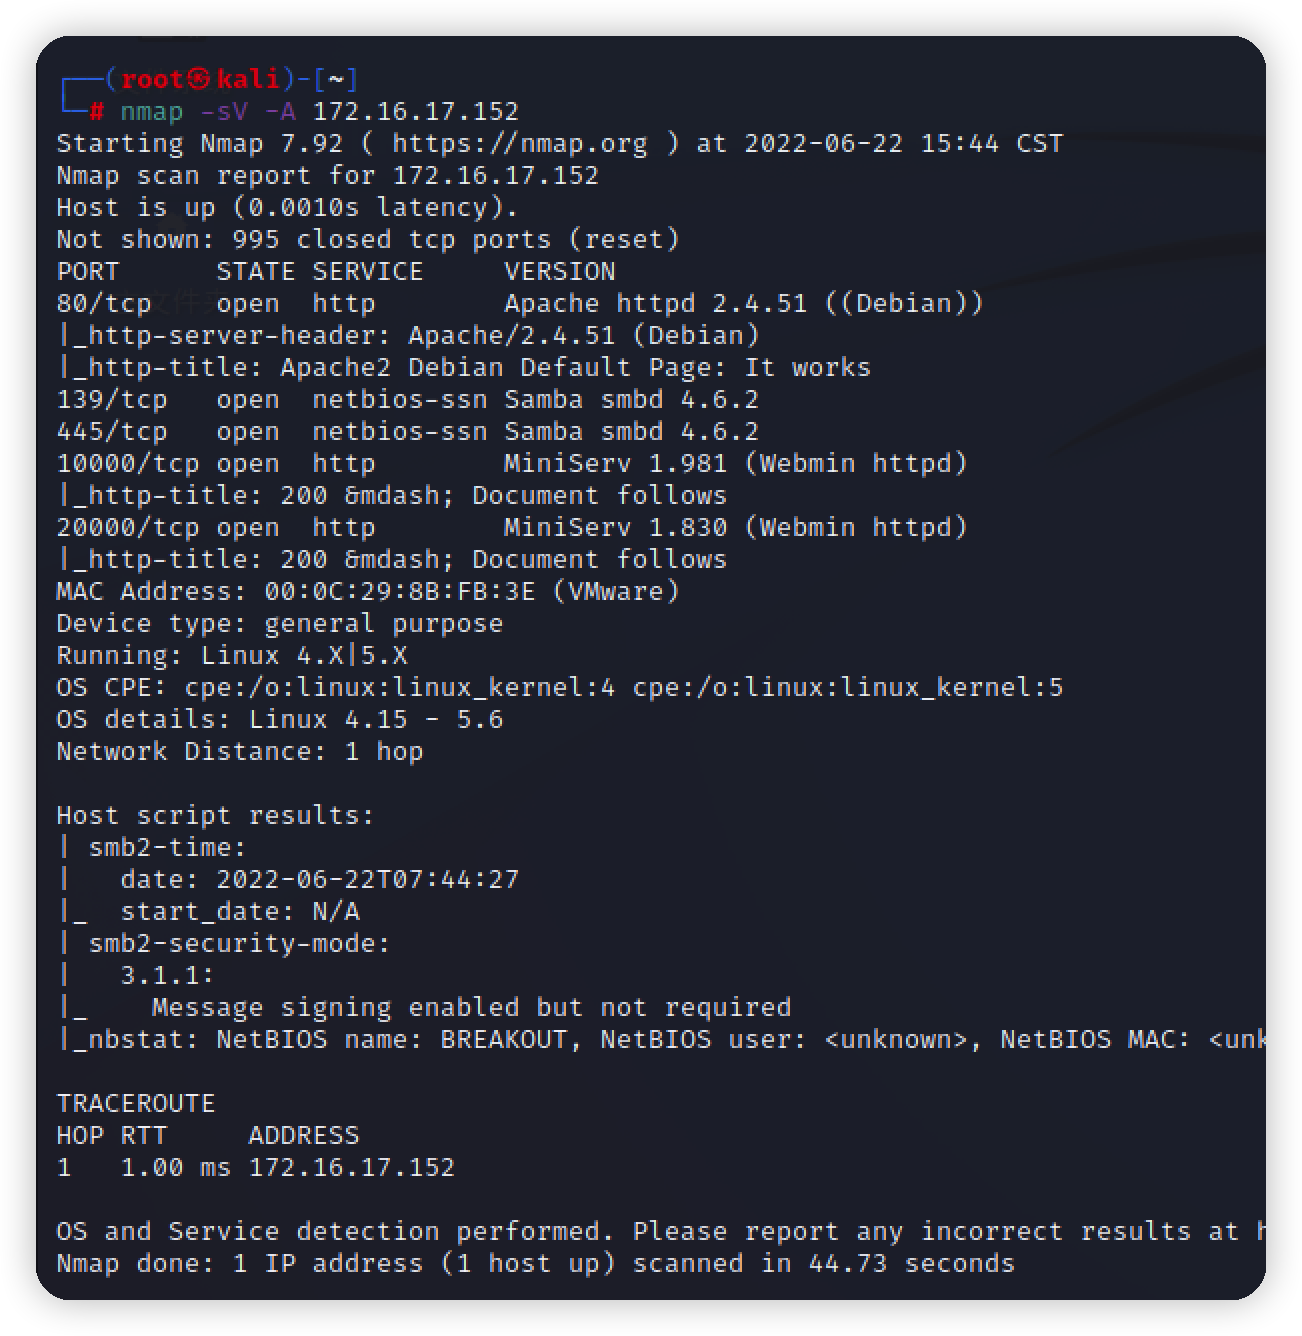 ┌──(root㉿kali)-[~]
└─# nmap -sV -A 172.16.17.152
Starting Nmap 7.92 ( https://nmap.org ) at 2022-06-22 15:44 CST
Nmap scan report for 172.16.17.152
Host is up (0.0010s latency).
Not shown: 995 closed tcp ports (reset)
PORT      STATE SERVICE     VERSION
80/tcp    open  http        Apache httpd 2.4.51 ((Debian))
|_http-server-header: Apache/2.4.51 (Debian)
|_http-title: Apache2 Debian Default Page: It works
139/tcp   open  netbios-ssn Samba smbd 4.6.2
445/tcp   open  netbios-ssn Samba smbd 4.6.2
10000/tcp open  http        MiniServ 1.981 (Webmin httpd)
|_http-title: 200 &mdash; Document follows
20000/tcp open  http        MiniServ 1.830 (Webmin httpd)
|_http-title: 200 &mdash; Document follows
MAC Address: 00:0C:29:8B:FB:3E (VMware)
Device type: general purpose
Running: Linux 4.X|5.X
OS CPE: cpe:/o:linux:linux_kernel:4 cpe:/o:linux:linux_kernel:5
OS details: Linux 4.15 - 5.6
Network Distance: 1 hop

Host script results:
| smb2-time:
|   date: 2022-06-22T07:44:27
|_  start_date: N/A
| smb2-security-mode:
|   3.1.1:
|_    Message signing enabled but not required
|_nbstat: NetBIOS name: BREAKOUT, NetBIOS user: <unknown>, NetBIOS MAC: <unk

TRACEROUTE
HOP RTT     ADDRESS
1   1.00 ms 172.16.17.152

OS and Service detection performed. Please report any incorrect results at h
Nmap done: 1 IP address (1 host up) scanned in 44.73 seconds